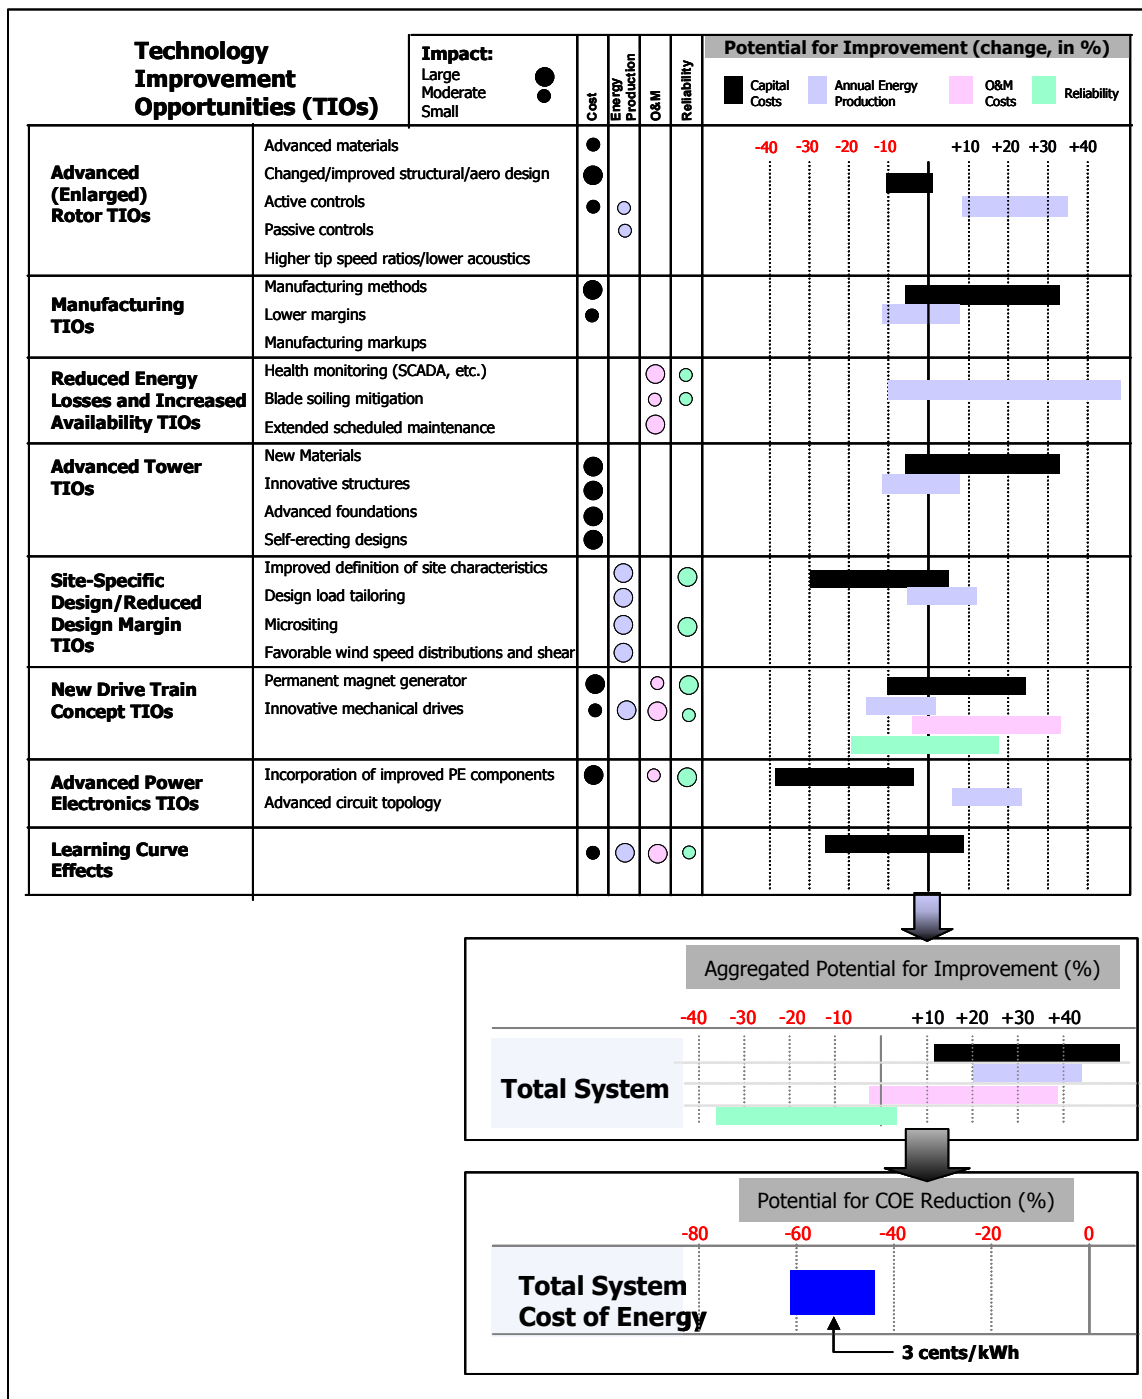 Technology
Improvement
Opportunities (TIOs)
Impact:
Large
Moderate
Small
Cost
Energy
Production
O&M
Reliability
Potential for Improvement (change, in %)
Capital
Costs
Annual Energy
Production
O&M
Costs
Reliability
-40 -30 -20 -10 +10 +20 +30 +40
Advanced
(Enlarged)
Rotor TIOs
Advanced materials
Changed/improved structural/aero design
Active controls
Passive controls
Higher tip speed ratios/lower acoustics
Manufacturing
TIOs
Manufacturing methods
Lower margins
Manufacturing markups
Reduced Energy
Losses and Increased
Availability TIOs
Health monitoring (SCADA, etc.)
Blade soiling mitigation
Extended scheduled maintenance
Advanced Tower
TIOs
New Materials
Innovative structures
Advanced foundations
Self-erecting designs
Site-Specific
Design/Reduced
Design Margin
TIOs
Improved definition of site characteristics
Design load tailoring
Micrositing
Favorable wind speed distributions and shear
New Drive Train
Concept TIOs
Permanent magnet generator
Innovative mechanical drives
Advanced Power
Electronics TIOs
Incorporation of improved PE components
Advanced circuit topology
Learning Curve
Effects
Aggregated Potential for Improvement (%)
-40 -30 -20 -10 +10 +20 +30 +40
Total System
Potential for COE Reduction (%)
-80 -60 -40 -20 0
Total System
Cost of Energy
3 cents/kWh